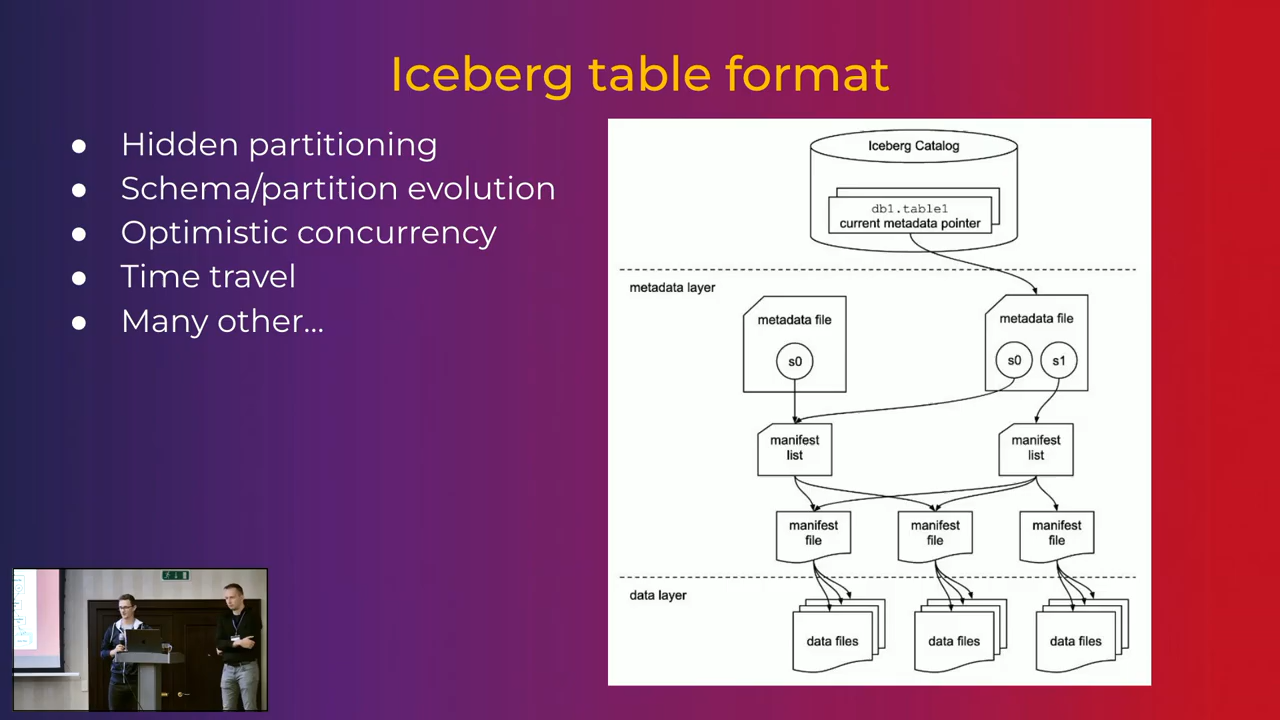 Iceberg table format
● Hidden partitioning
● Schema/partition evolution
● Optimistic concurrency
● Time travel
● Many other...
Iceberg Catalog
db1.table1
current metadata pointer
metadata layer
metadata file
s0
metadata file
s0
s1
manifest
list
manifest
list
manifest
file
manifest
file
manifest
file
data layer
data files
data files
data files